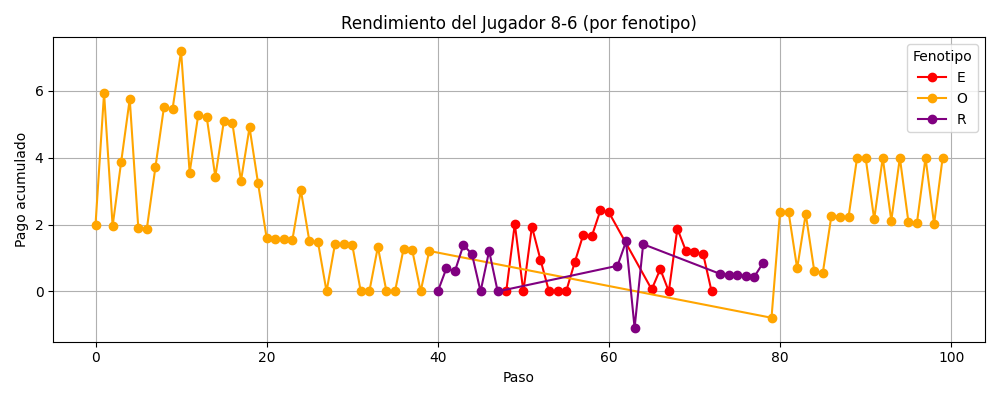 Rendimiento del Jugador 8-6 (por fenotipo)
Pago acumulado
6
4
2
0
0
20
40
60
80
100
Paso
Fenotipo
E
O
R